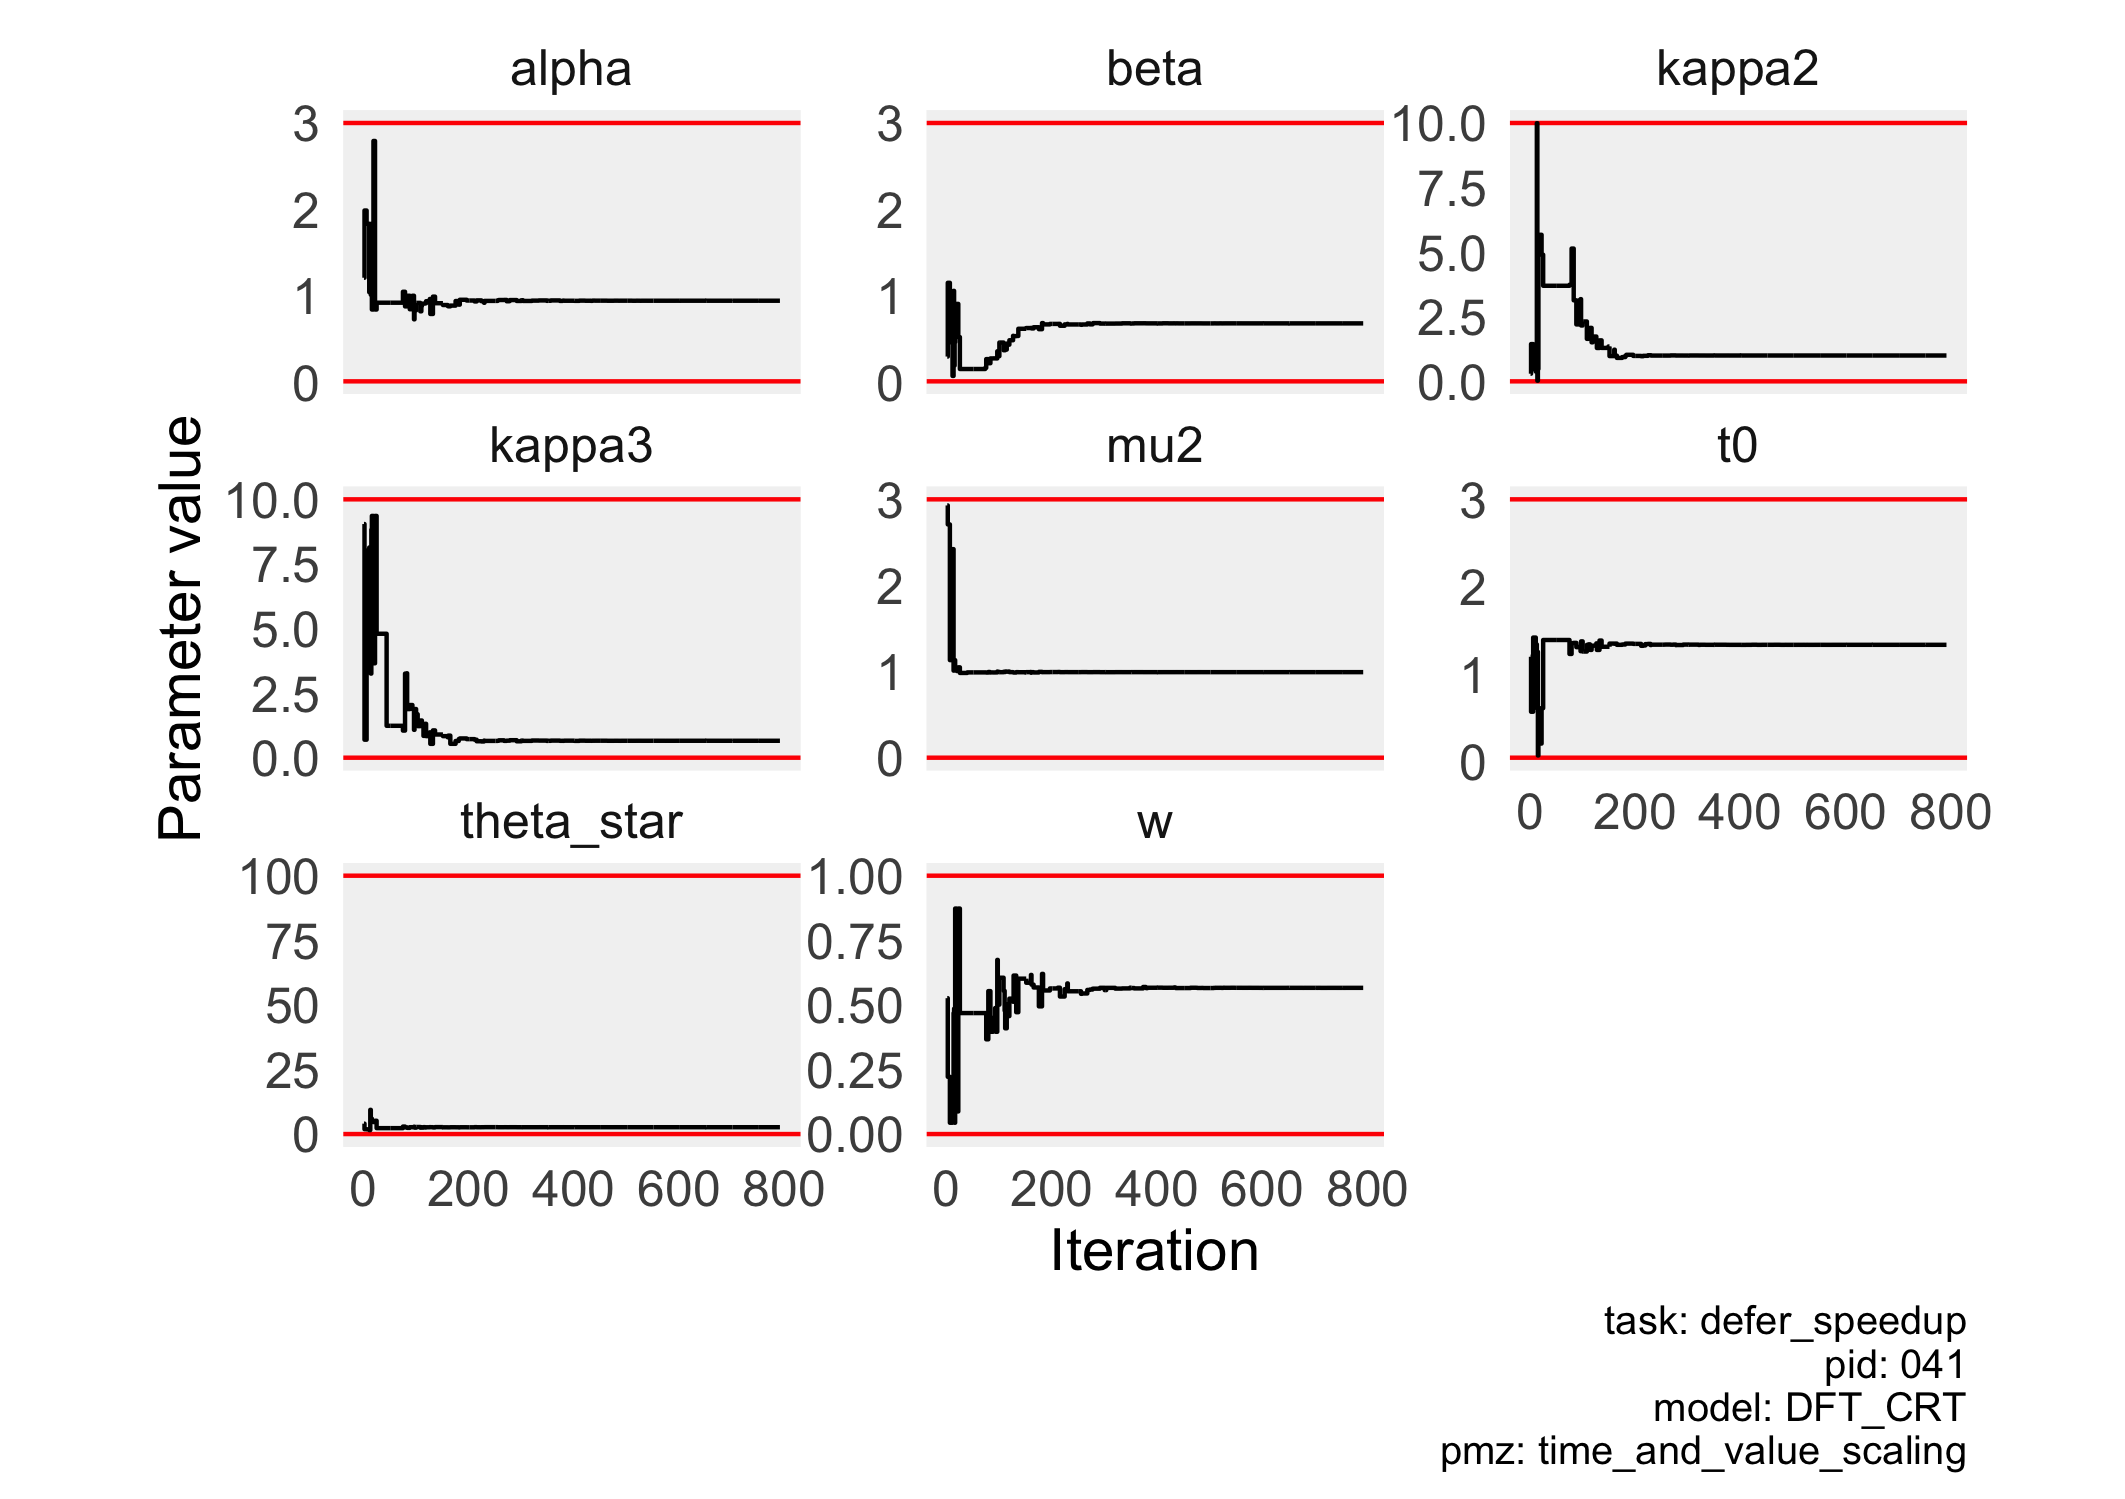 alpha
beta
kappa2
3
2
1
0
3
2
1
0
10.0
7.5
5.0
2.5
0.0
kappa3
mu2
t0
10.0
7.5
5.0
2.5
0.0
3
2
1
0
3
2
1
0
0 200 400 600 800
theta_star
w
100
75
50
25
0
1.00
0.75
0.50
0.25
0.00
0 200 400 600 800
0 200 400 600 800
Parameter value
Iteration
task: defer_speedup
pid: 041
model: DFT_CRT
pmz: time_and_value_scaling